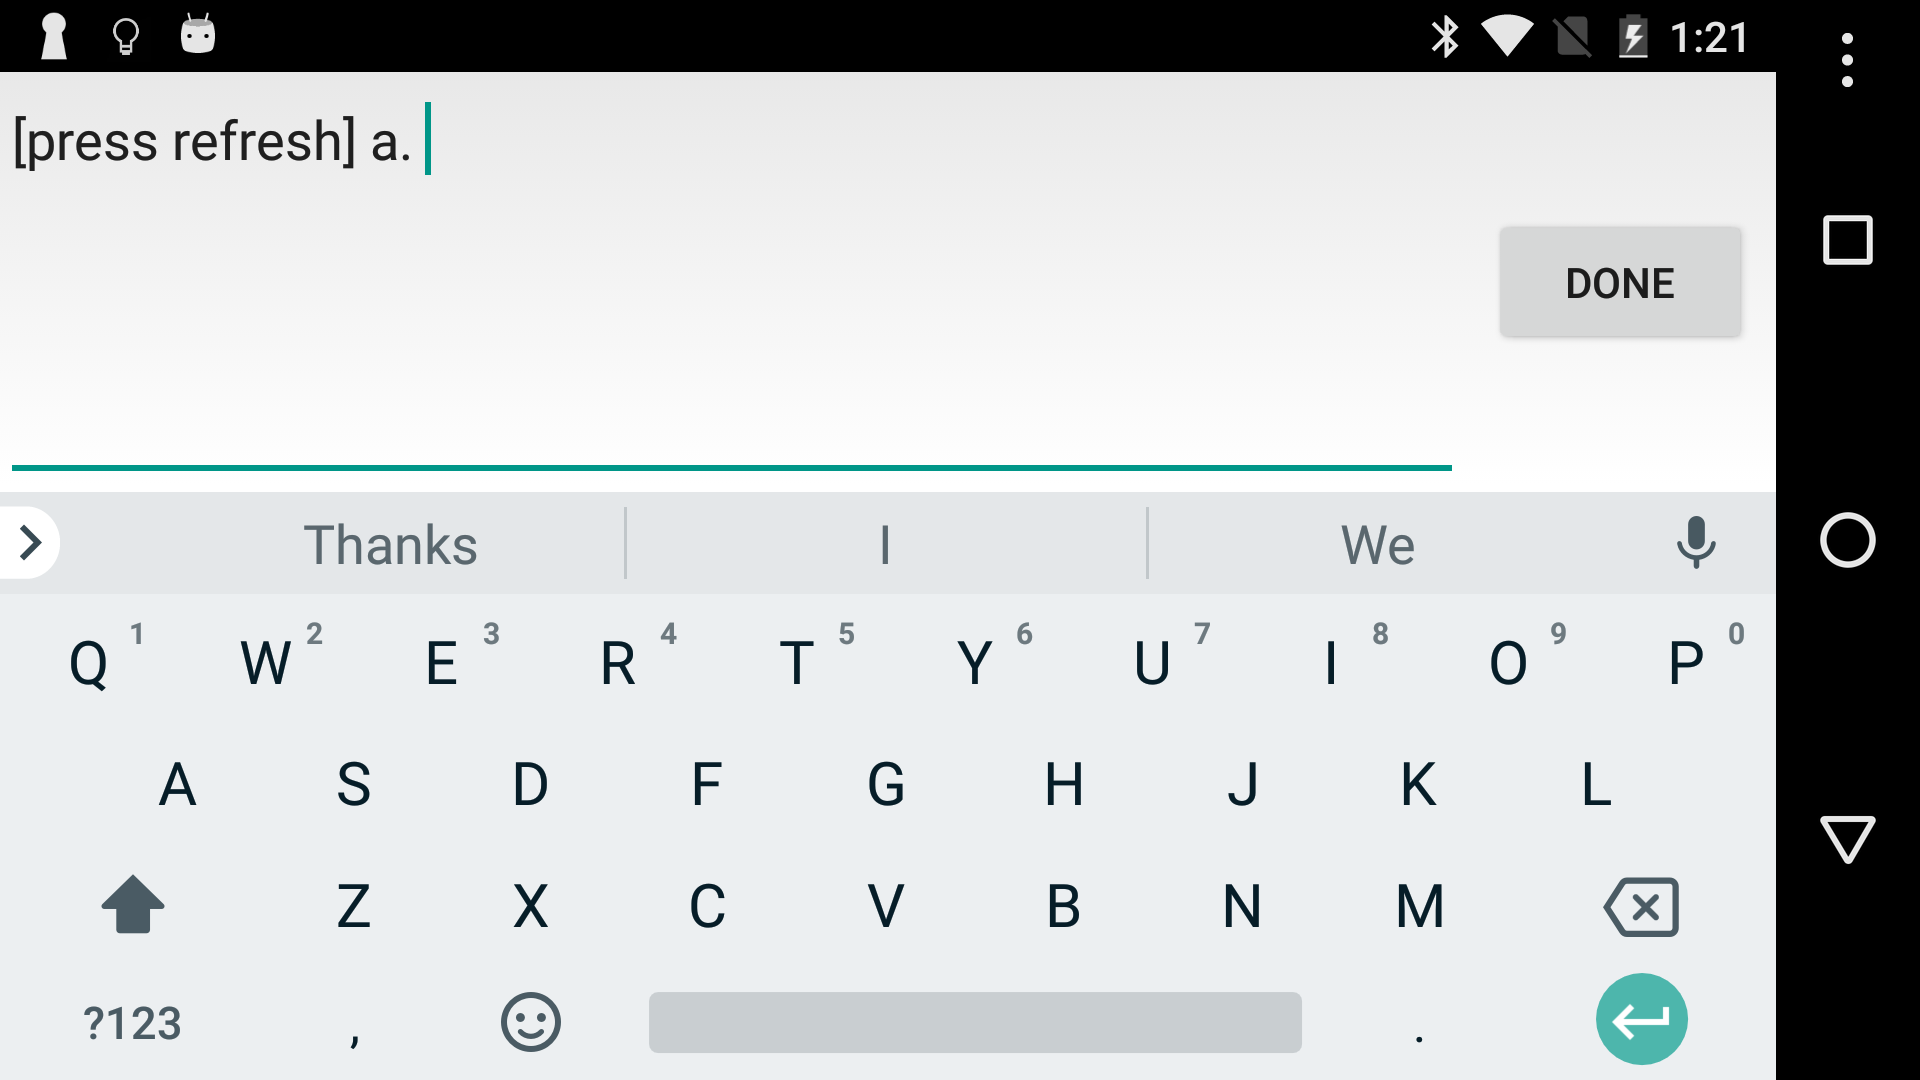 1:21
[press refresh] a.
DONE
Thanks I We
Q 1 W 2 E 3 R 4 T 5 Y 6 U 7 I 8 O 9 P 0
A S D F G H J K L
Z X C V B N M
?123 , .